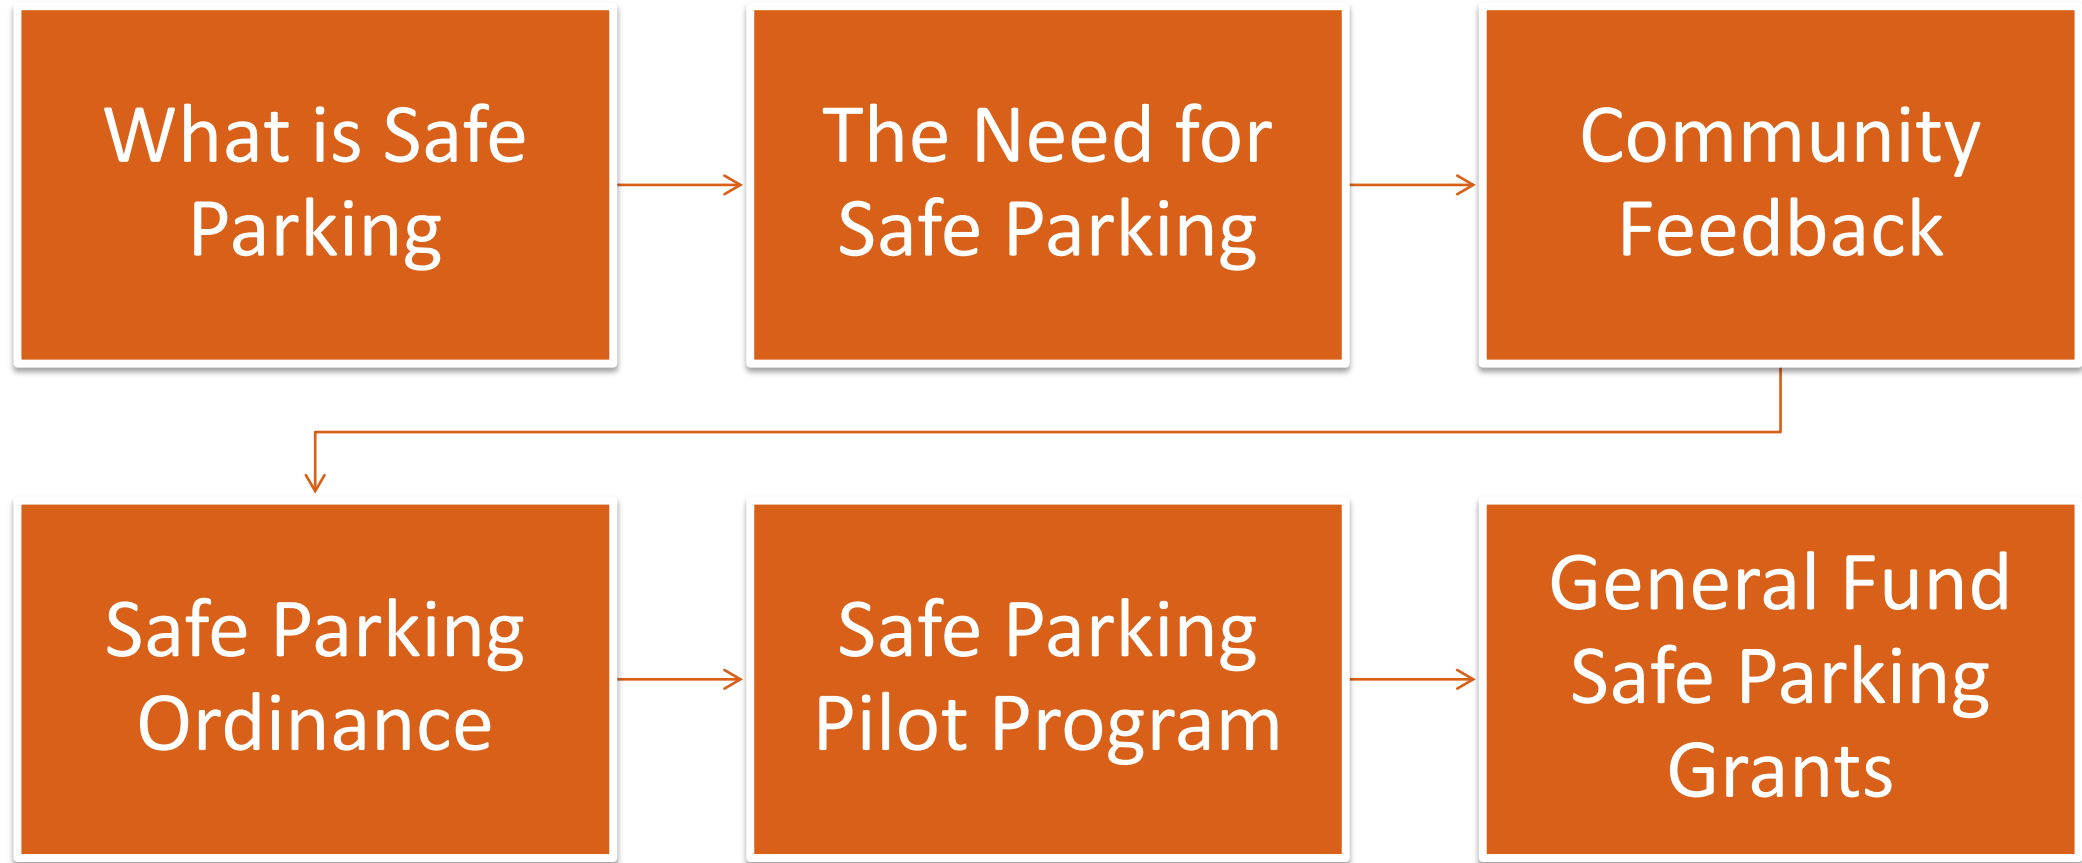 What is Safe
Parking
The Need for
Safe Parking
Community
Feedback
Safe Parking
Ordinance
Safe Parking
Pilot Program
General Fund
Safe Parking
Grants